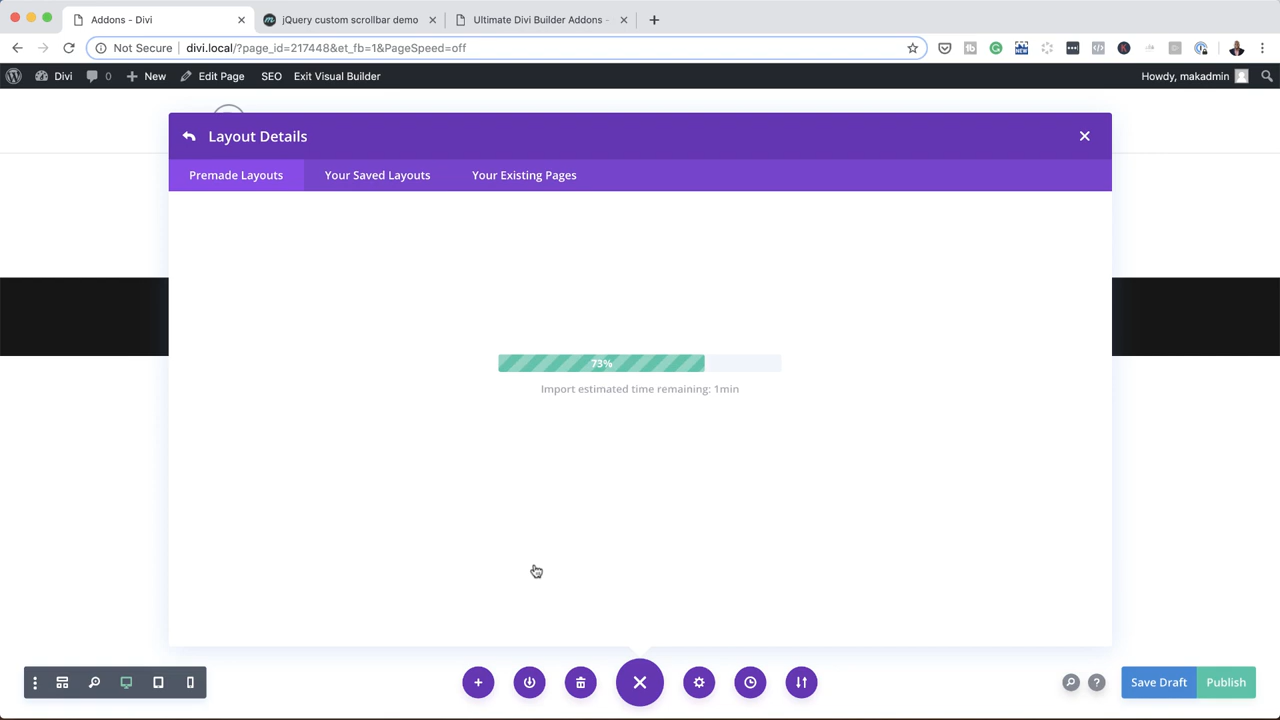 Addons - Divi
jQuery custom scrollbar demo
Ultimate Divi Builder Addons -
Not Secure
divi.local/?page_id=217448&et_fb=1&PageSpeed=off
NEW
Divi
0
New
Edit Page
SEO
Exit Visual Builder
Howdy, makadmin
Layout Details
Premade Layouts
Your Saved Layouts
Your Existing Pages
73%
Import estimated time remaining: 1min
?
Save Draft
Publish